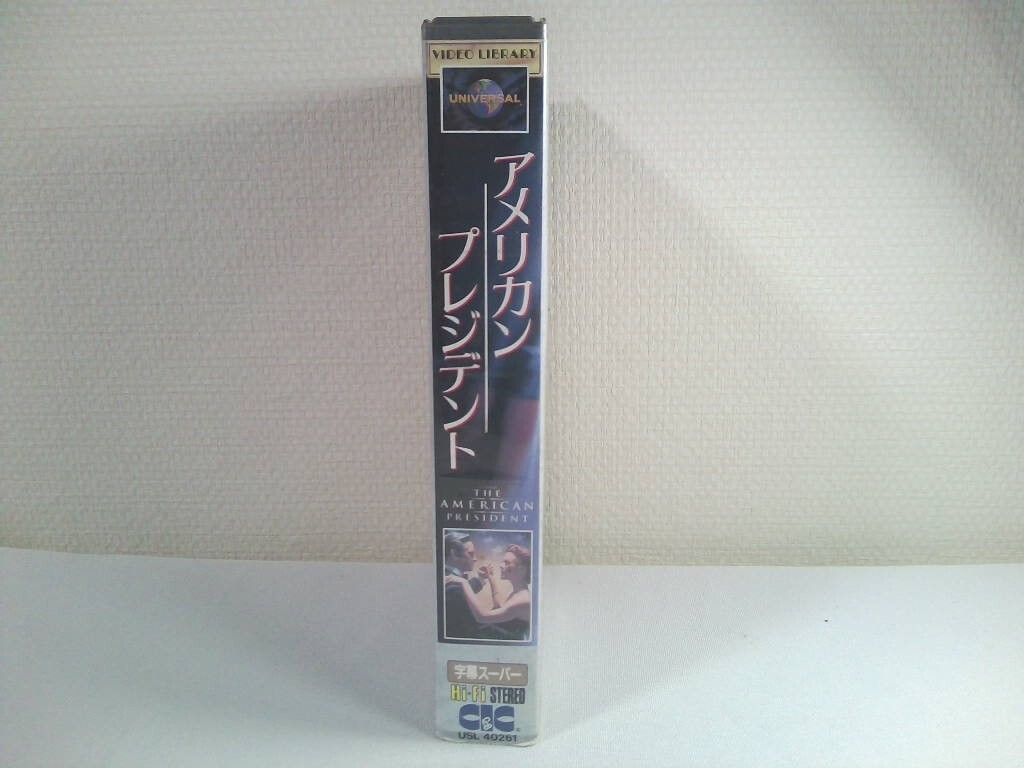 VIDEO LIBRARY
UNIVERSAL
アメリカン
プレジデント
THE
AMERICAN
PRESIDENT
字幕スーパー
Hi-Fi STEREO
CIC
USL 40261